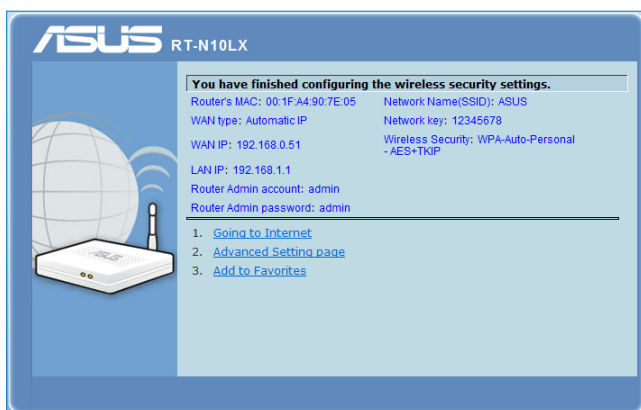 ASUS RT-N10LX
You have finished configuring the wireless security settings.
Router's MAC: 00:1F:A4:90:7E:05 Network Name(SSID): ASUS
WAN type: Automatic IP Network key: 12345678
WAN IP: 192.168.0.51 Wireless Security: WPA-Auto-Personal
- AES+TKIP
LAN IP: 192.168.1.1
Router Admin account: admin
Router Admin password: admin
1. Going to Internet
2. Advanced Setting page
3. Add to Favorites
ASUS